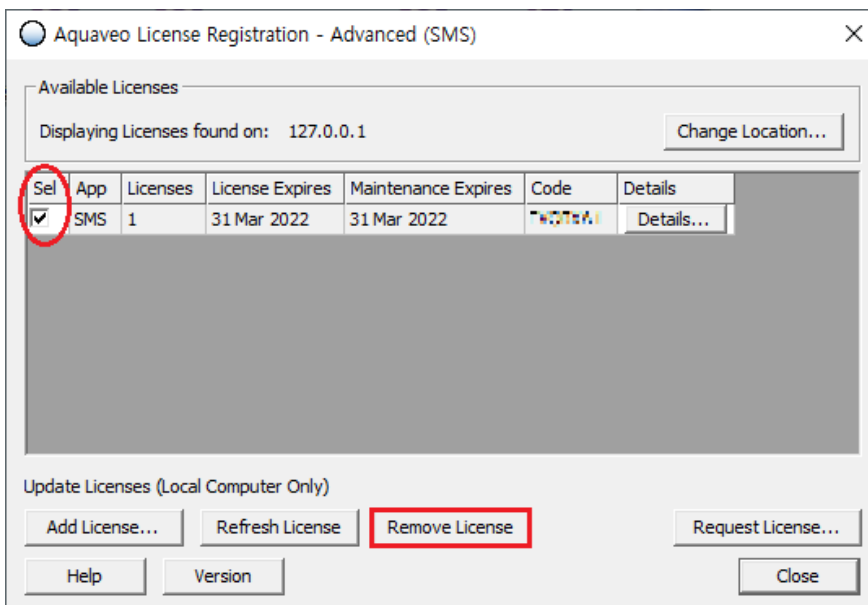 Aquaveo License Registration - Advanced (SMS)
Available Licenses
Displaying Licenses found on: 127.0.0.1 Change Location...
Sel App Licenses License Expires Maintenance Expires Code Details
SMS 1 31 Mar 2022 31 Mar 2022 Details...
Update Licenses (Local Computer Only)
Add License... Refresh License Remove License Request License...
Help Version Close